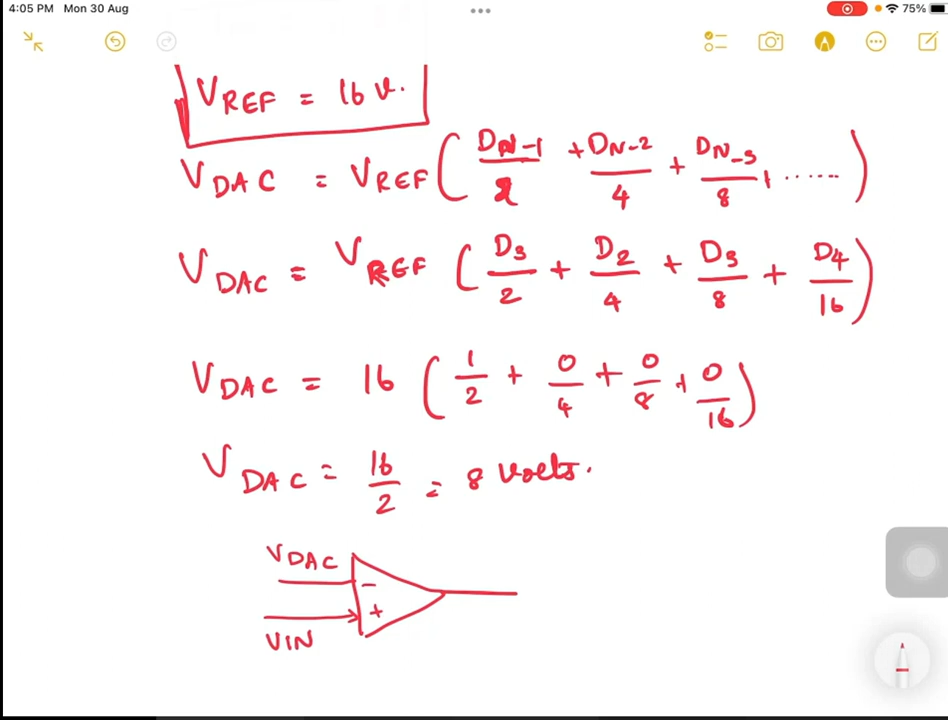 4:05 PM Mon 30 Aug 75%
VREF = 16 V.
VDAC = VREF ( DN-1/2 + DN-2/4 + DN-3/8 + ...... )
VDAC = VREF ( D3/2 + D2/4 + D3/8 + D4/16 )
VDAC = 16 ( 1/2 + 0/4 + 0/8 + 0/16 )
VDAC = 16/2 = 8 Volts.
VDAC
-
+
VIN